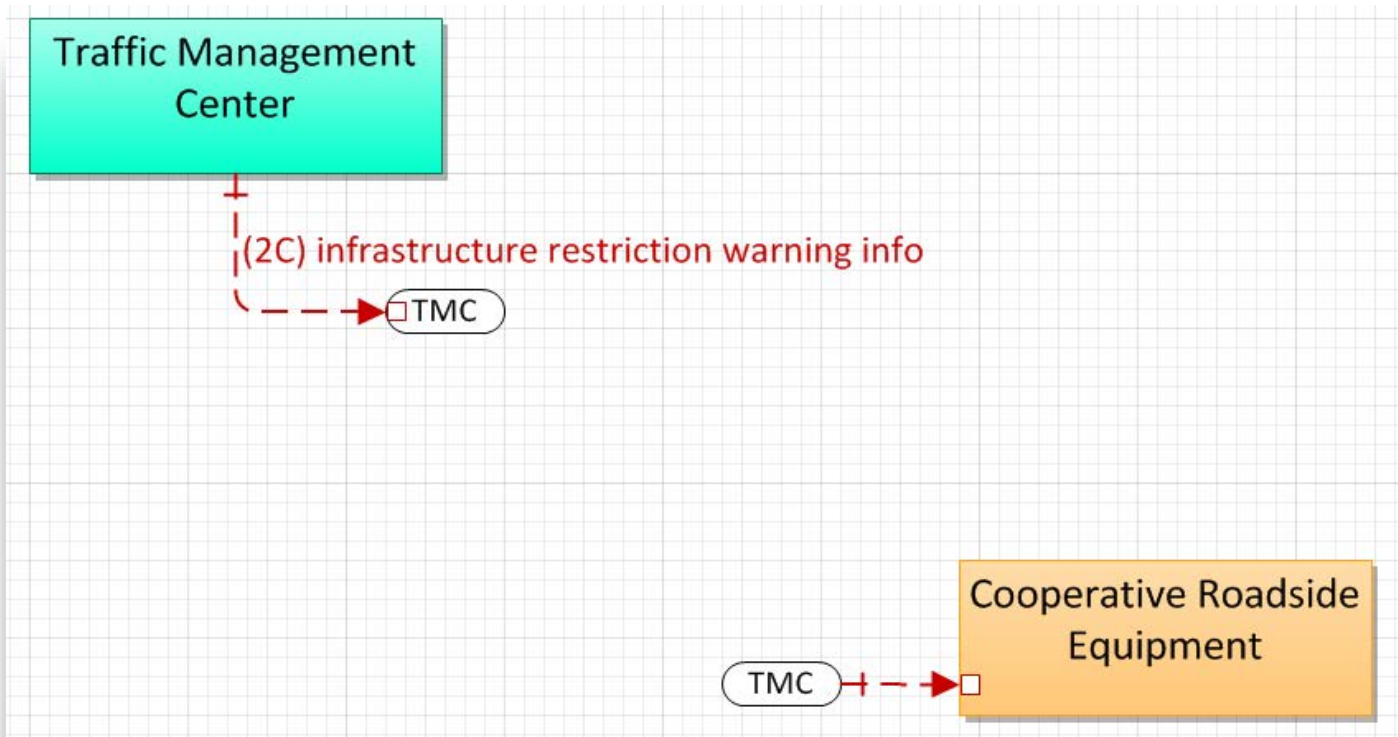 Traffic Management
Center
(2C) infrastructure restriction warning info
TMC
Cooperative Roadside
Equipment
TMC